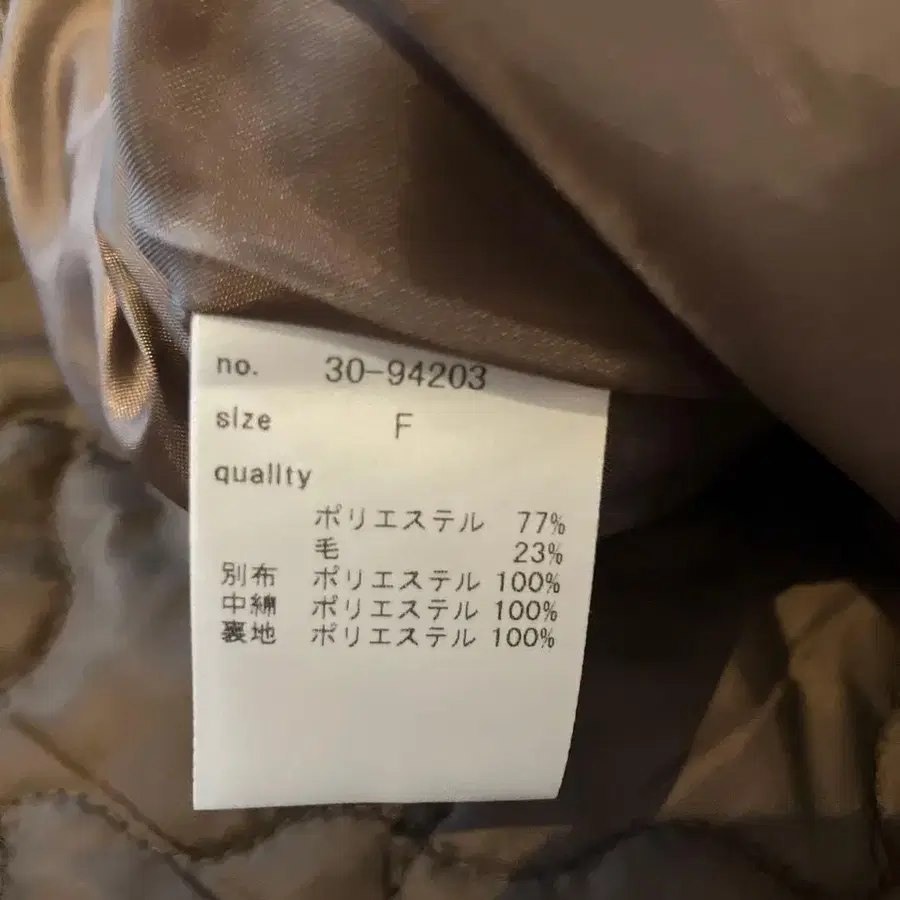 no. 30-94203
size F
quality
ポリエステル 77%
毛 23%
別布 ポリエステル 100%
中綿 ポリエステル 100%
裏地 ポリエステル 100%